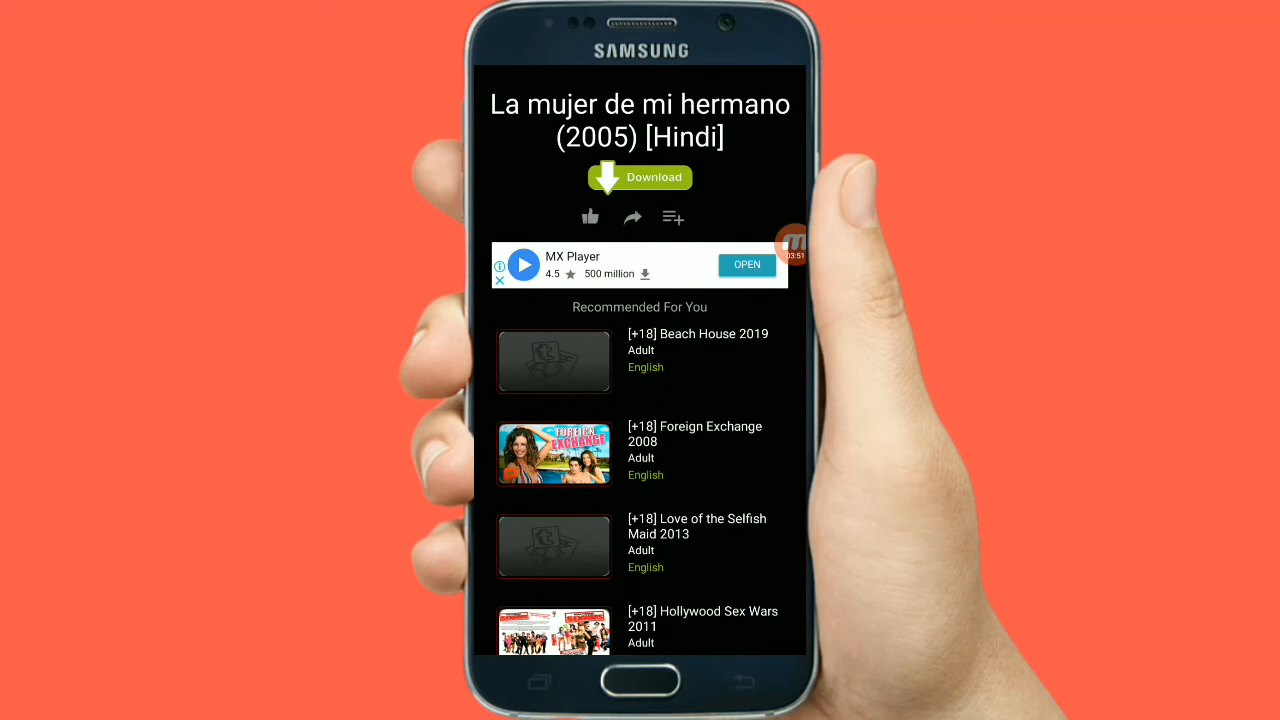 SAMSUNG
La mujer de mi hermano
(2005) [Hindi]
Download
MX Player
4.5 500 million
OPEN
03:51
Recommended For You
[+18] Beach House 2019
Adult
English
FOREIGN
EXCHANGE
[+18] Foreign Exchange
2008
Adult
English
[+18] Love of the Selfish
Maid 2013
Adult
English
[+18] Hollywood Sex Wars
2011
Adult